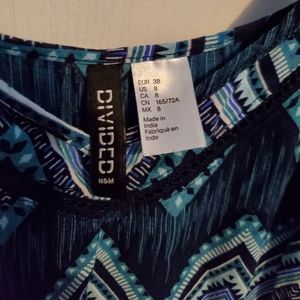 DIVIDED
H&M
EUR 38
US 8
CA 8
CN 165/72A
MX 8
Made in
India
Fabriqué en
Inde